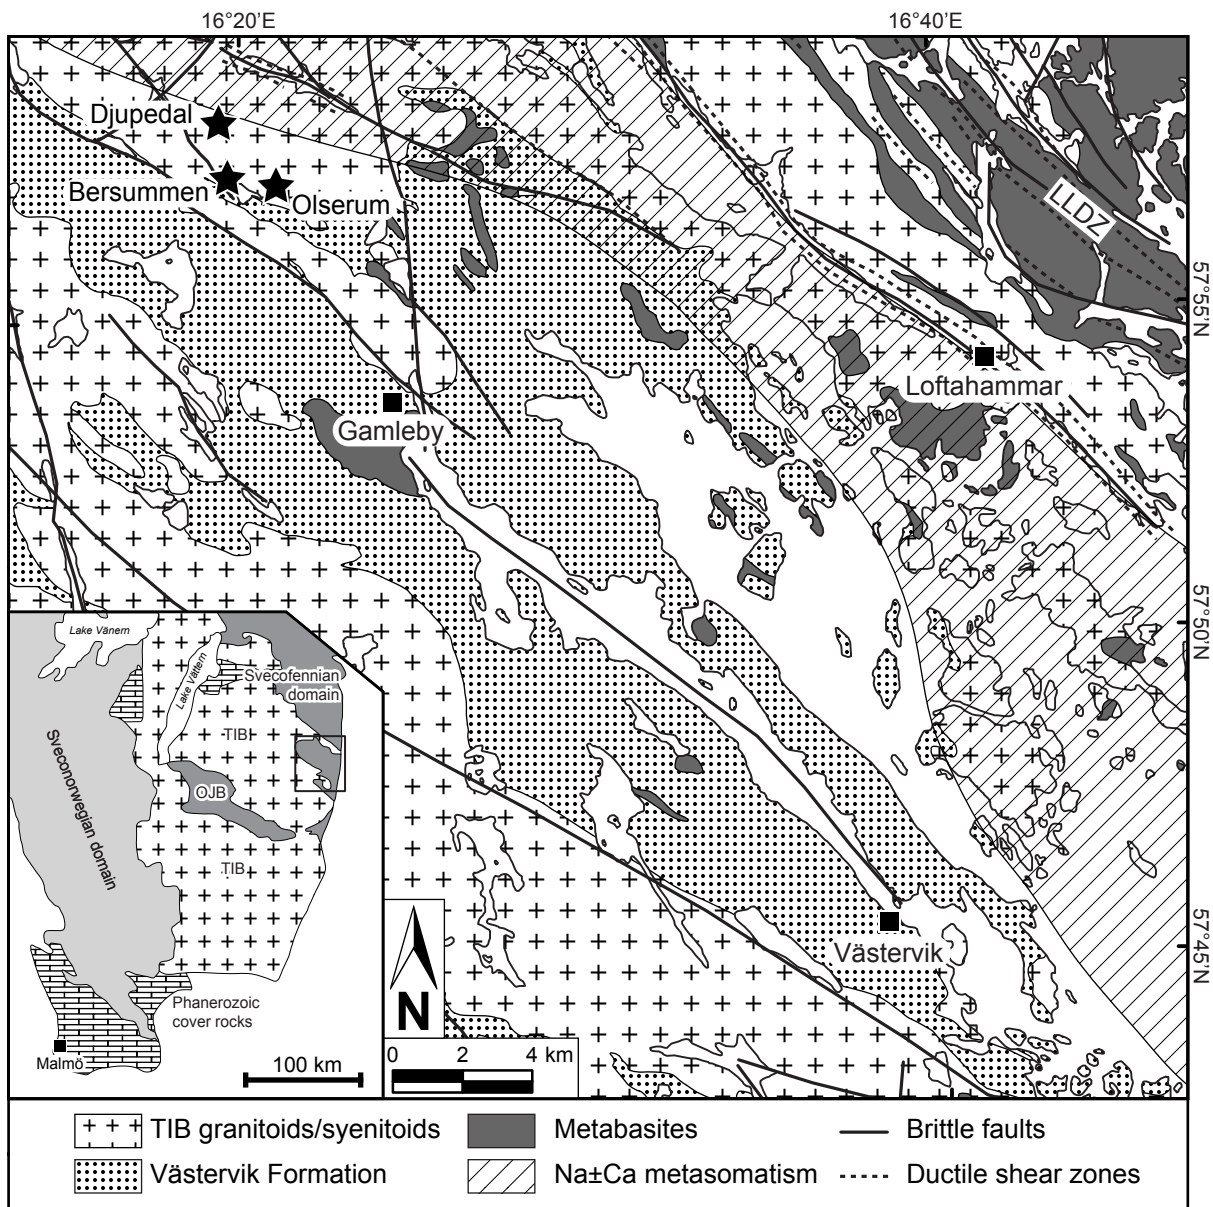 16°20'E
16°40'E
Djupedal
Bersummen
Olserum
LLDZ
57°55'N
Loftahammar
Gamleby
57°50'N
Lake Vänern
Lake Vättern
Svecofennian
domain
TIB
OJB
Sveconorwegian domain
TIB
Västervik
57°45'N
Phanerozoic
cover rocks
Malmö
100 km
N
0 2 4 km
TIB granitoids/syenitoids
Metabasites
Brittle faults
Västervik Formation
Na±Ca metasomatism
Ductile shear zones